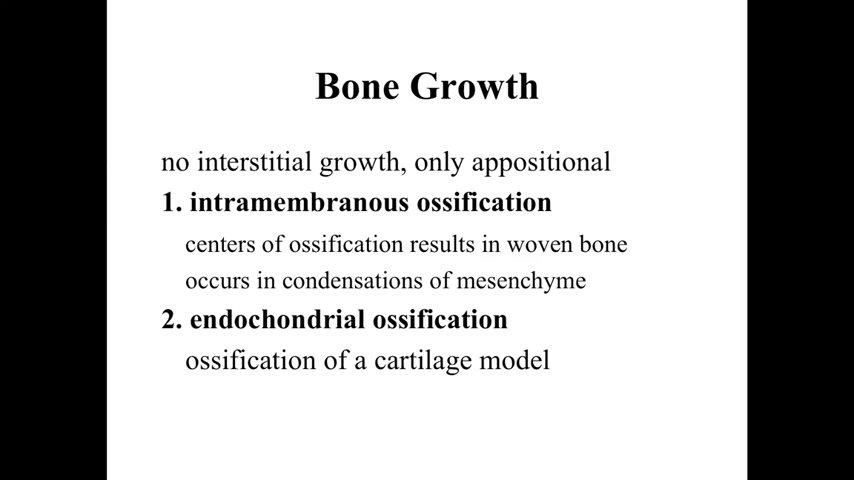 Bone Growth
no interstitial growth, only appositional
1. intramembranous ossification
centers of ossification results in woven bone
occurs in condensations of mesenchyme
2. endochondrial ossification
ossification of a cartilage model